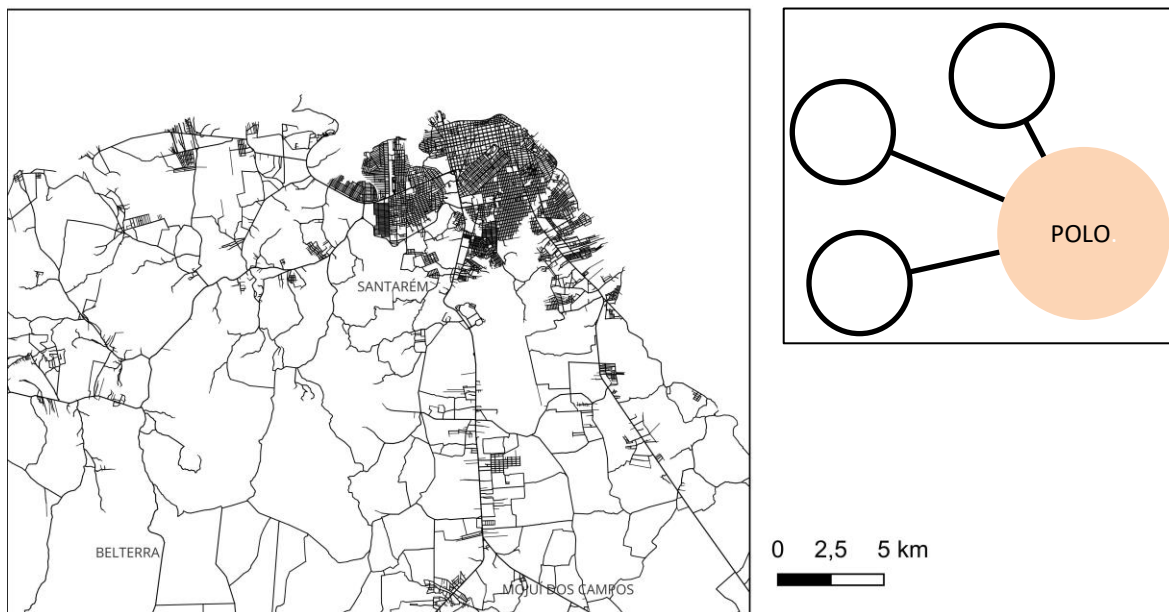 SANTARÉM
BELTERRA
MOJUÍ DOS CAMPOS
POLO.
0 2,5 5 km